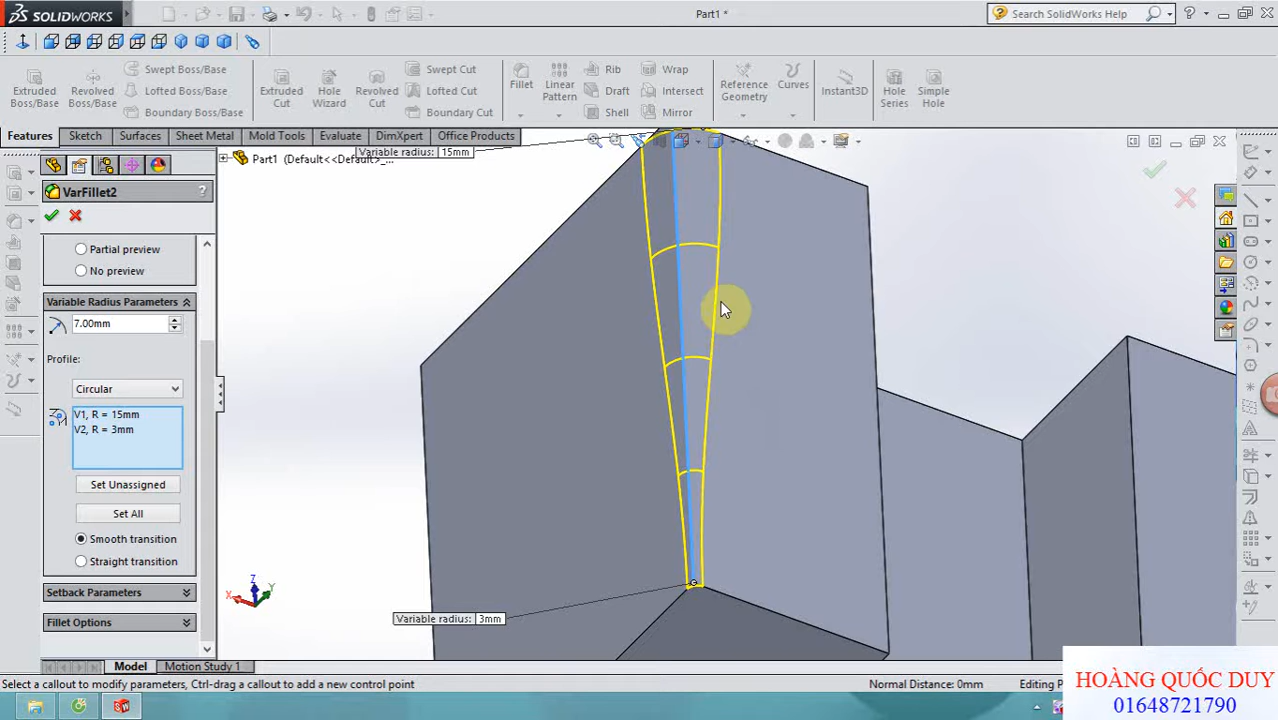 SOLIDWORKS
Part1 *
Search SolidWorks Help
Extruded Boss/Base
Revolved Boss/Base
Swept Boss/Base
Lofted Boss/Base
Boundary Boss/Base
Extruded Cut
Hole Wizard
Revolved Cut
Swept Cut
Lofted Cut
Boundary Cut
Fillet
Linear Pattern
Rib
Draft
Shell
Wrap
Intersect
Mirror
Reference Geometry
Curves
Instant3D
Hole Series
Simple Hole
Features
Sketch
Surfaces
Sheet Metal
Mold Tools
Evaluate
DimXpert
Office Products
Variable radius: 15mm
Part1 (Default<<Default>_...
VarFillet2
?
Partial preview
No preview
Variable Radius Parameters
7.00mm
Profile:
Circular
V1, R = 15mm
V2, R = 3mm
Set Unassigned
Set All
Smooth transition
Straight transition
Setback Parameters
Fillet Options
Z
X
Y
Variable radius: 3mm
Model
Motion Study 1
Select a callout to modify parameters, Ctrl-drag a callout to add a new control point
Normal Distance: 0mm
HOÀNG QUỐC DUY
01648721790